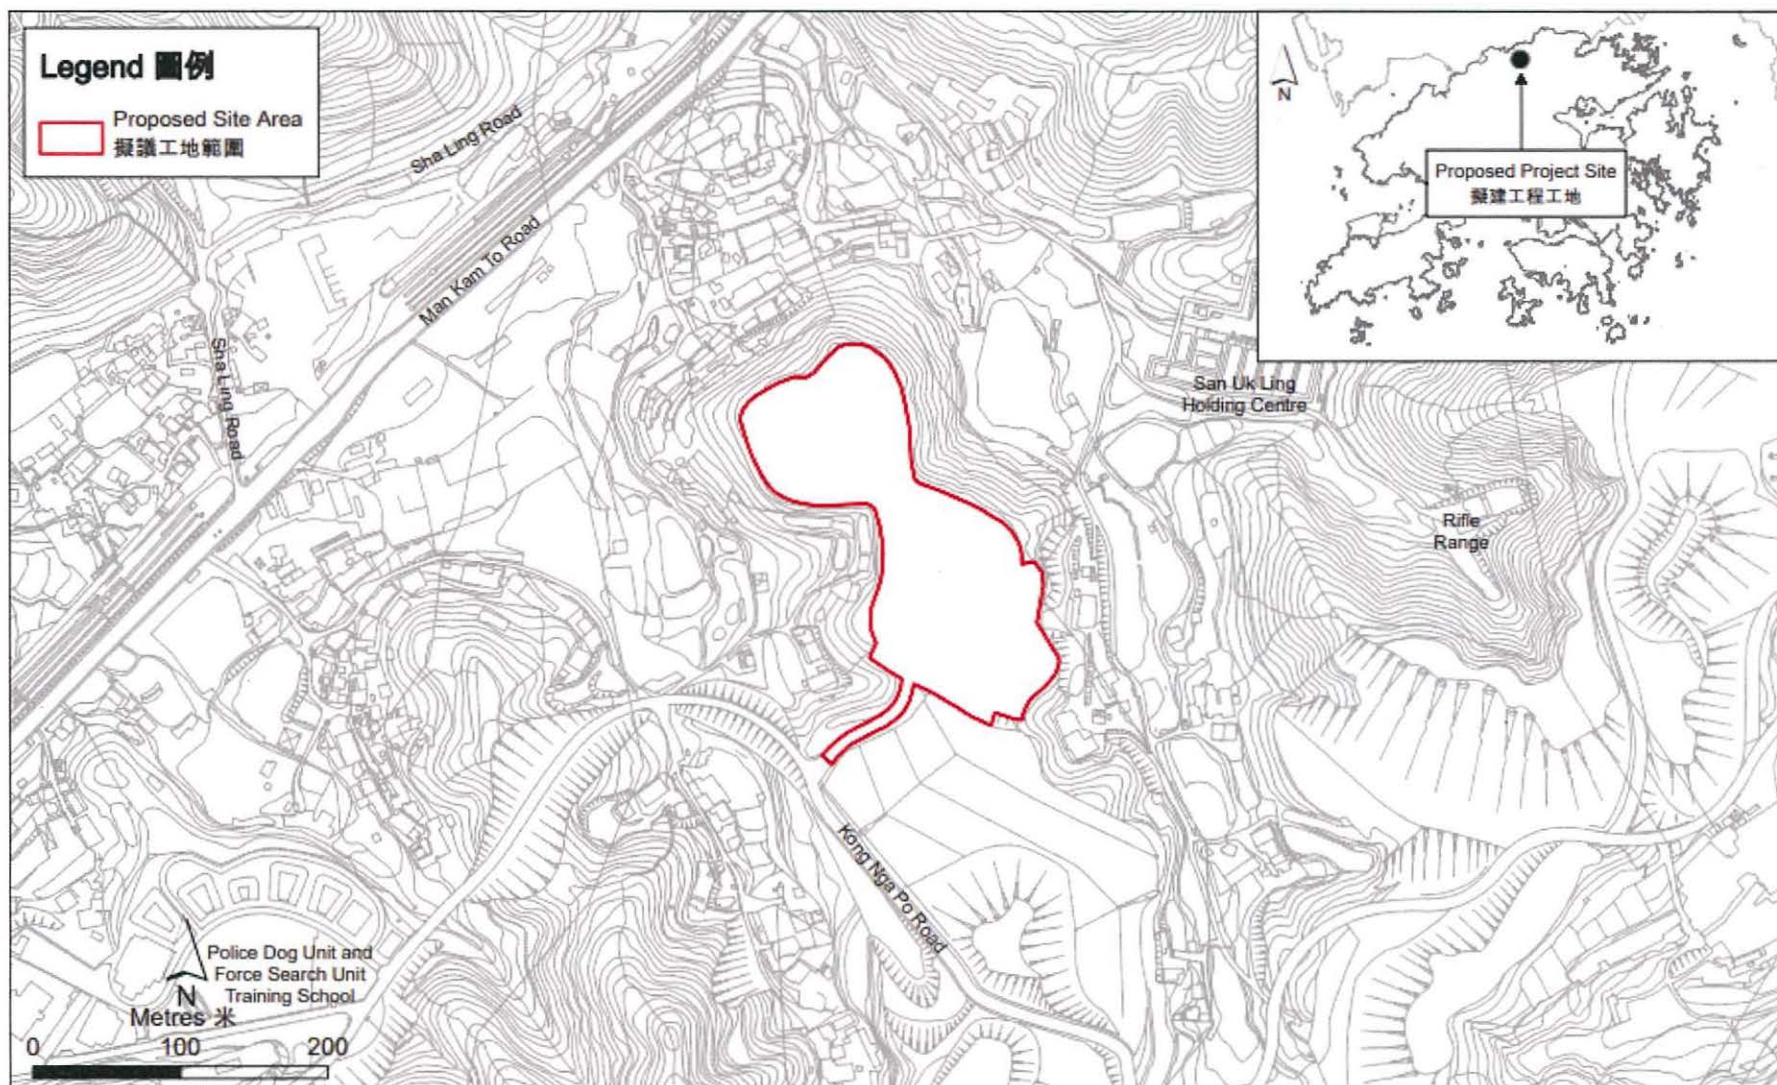 Legend 圖例
Proposed Site Area
擬議工地範圍
Sha Ling Road
Man Kam To Road
Sha Ling Road
N
Proposed Project Site
擬建工程工地
San Uk Ling
Holding Centre
Rifle
Range
Kong Nga Po Road
Police Dog Unit and
Force Search Unit
Training School
N
Metres 米
0 100 200